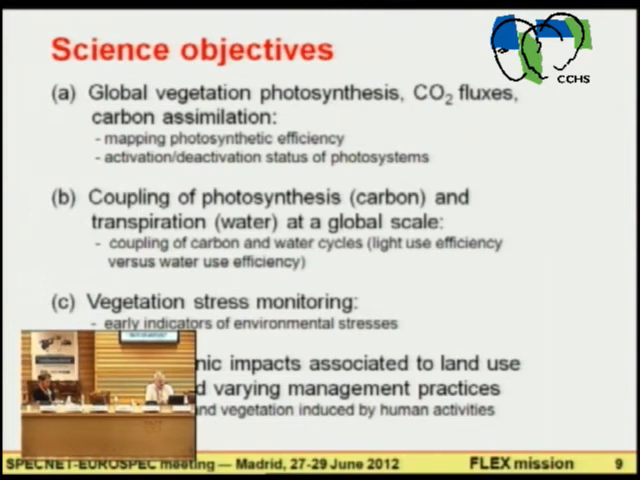 Science objectives
CCHS
(a) Global vegetation photosynthesis, CO2 fluxes,
carbon assimilation:
- mapping photosynthetic efficiency
- activation/deactivation status of photosystems
(b) Coupling of photosynthesis (carbon) and
transpiration (water) at a global scale:
- coupling of carbon and water cycles (light use efficiency
versus water use efficiency)
(c) Vegetation stress monitoring:
- early indicators of environmental stresses
nic impacts associated to land use
d varying management practices
and vegetation induced by human activities
SPECNET-EUROSPEC meeting — Madrid, 27-29 June 2012 FLEX mission 9